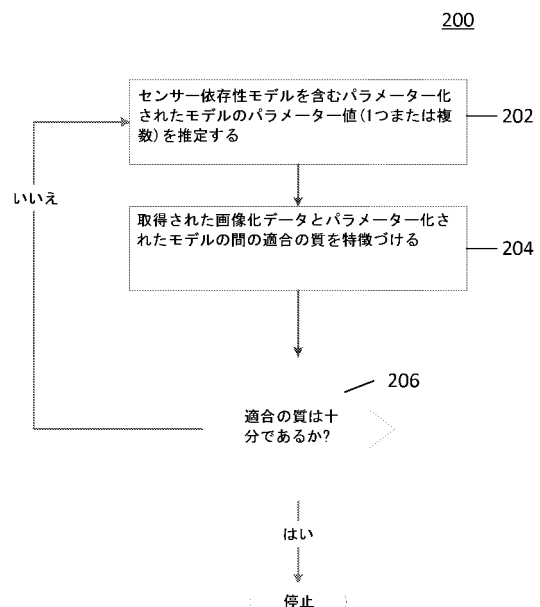 200
センサー依存性モデルを含むパラメーター化
されたモデルのパラメーター値(1つまたは複
数)を推定する
202
いいえ
取得された画像化データとパラメーター化さ
れたモデルの間の適合の質を特徴づける
204
206
適合の質は十
分であるか?
はい
停止